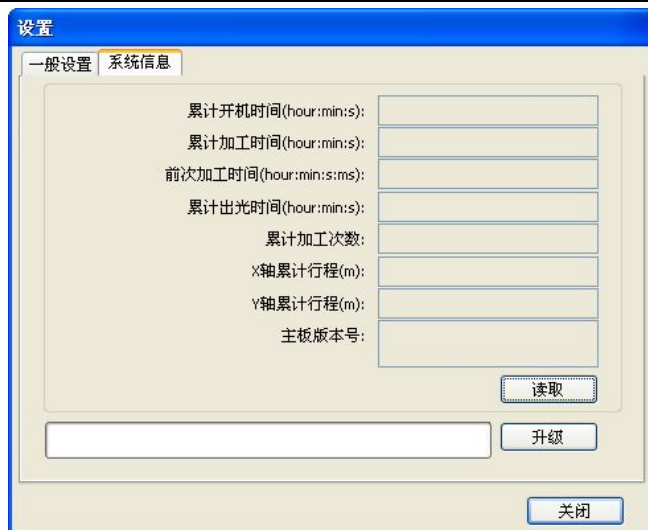 设置
一般设置 系统信息
累计开机时间(hour:min:s):
累计加工时间(hour:min:s):
前次加工时间(hour:min:s:ms):
累计出光时间(hour:min:s):
累计加工次数:
X轴累计行程(m):
Y轴累计行程(m):
主板版本号:
读取
升级
关闭